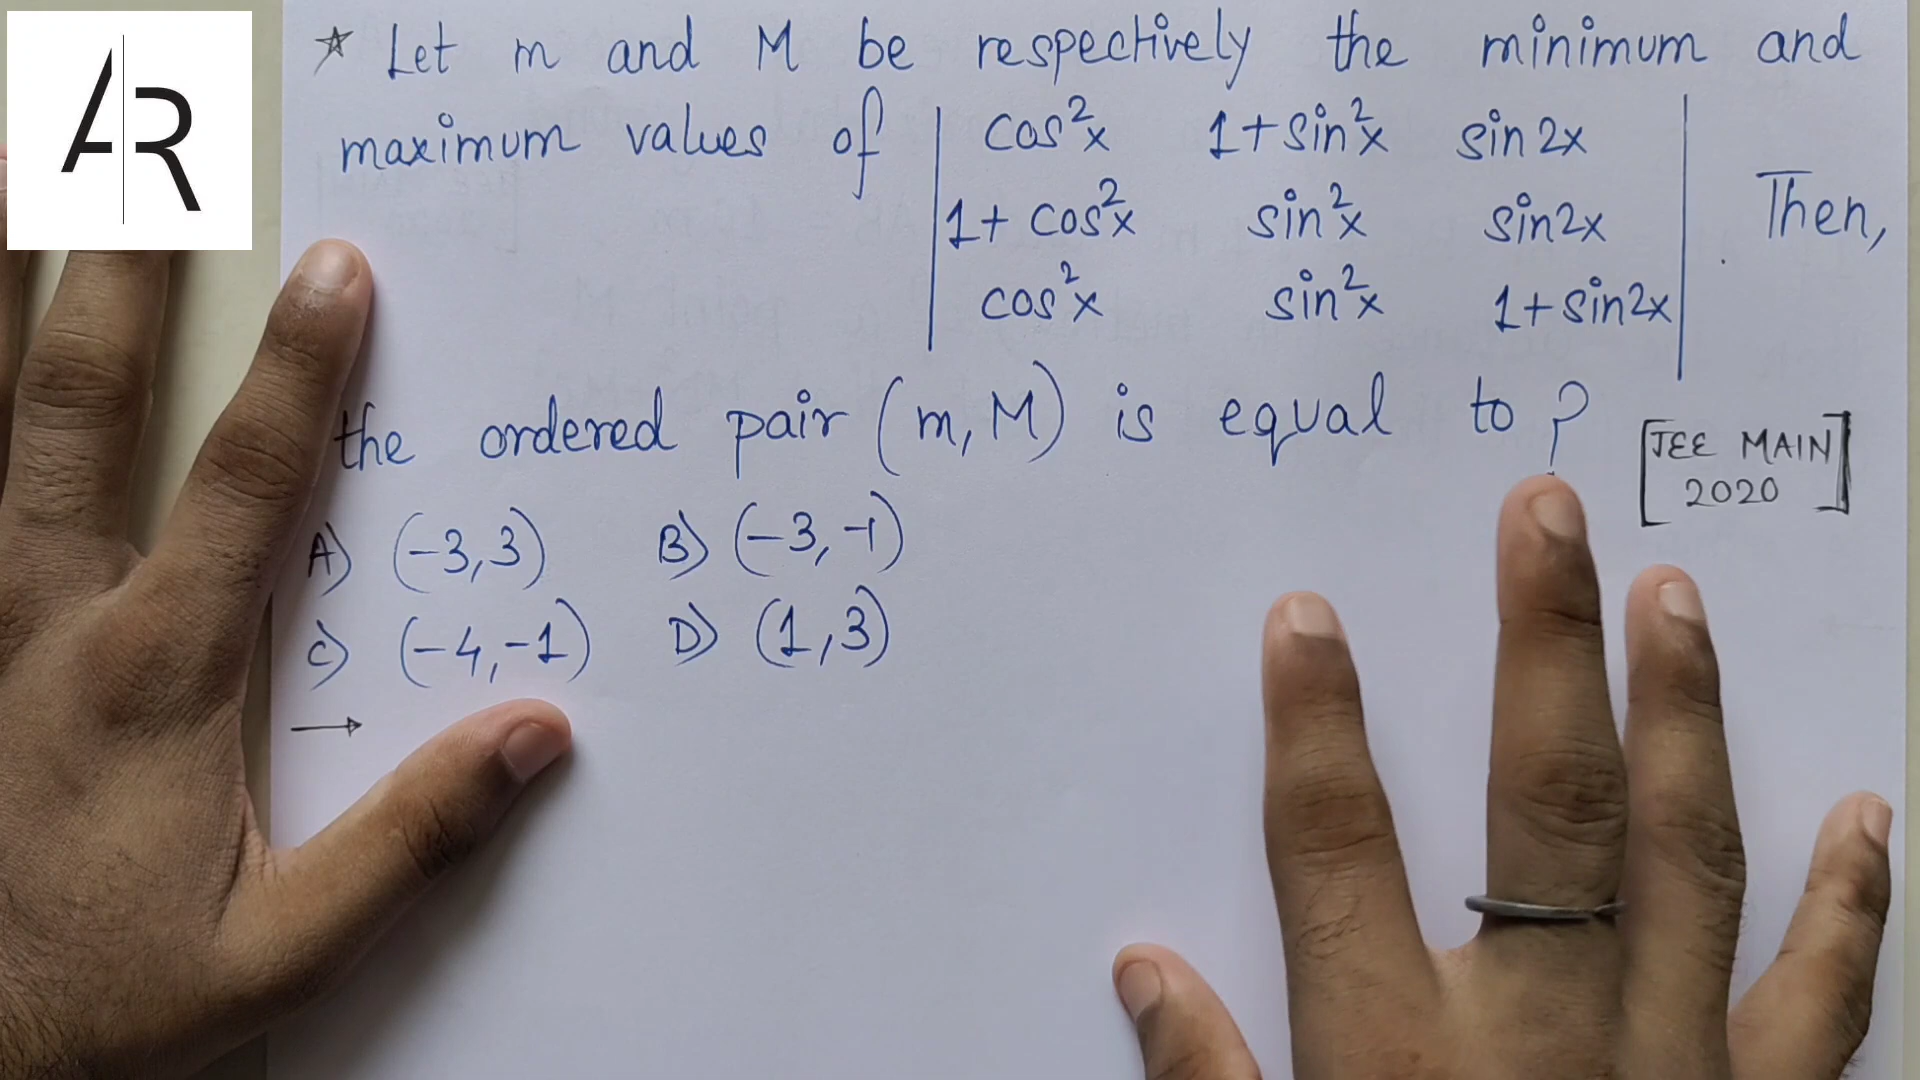 AR
☆ Let m and M be respectively the minimum and
maximum values of | cos²x 1+sin²x sin2x |
| 1+cos²x sin²x sin2x | Then,
| cos²x sin²x 1+sin2x |
the ordered pair (m,M) is equal to ?
[JEE MAIN
2020]
A) (-3,3) B) (-3,-1)
C) (-4,-1) D) (1,3)
→